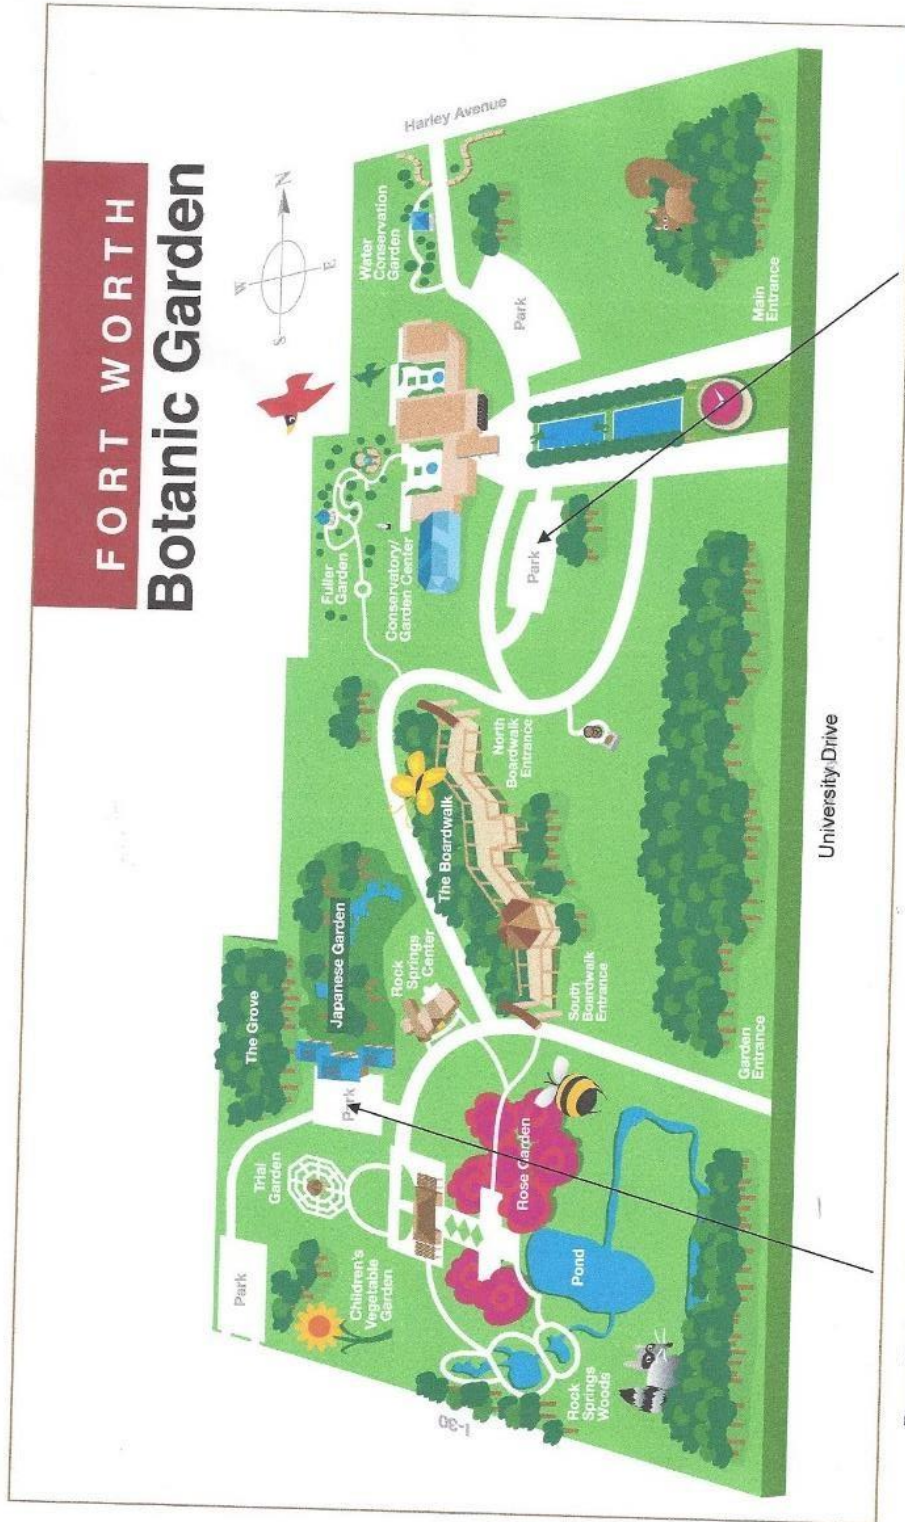 FORT WORTH
Botanic Garden
W
N
S
E
Harley Avenue
Water
Conservation
Garden
Park
Main
Entrance
Fuller
Garden
Conservatory/
Garden Center
Park
North
Boardwalk
Entrance
The Boardwalk
University Drive
The Grove
Japanese Garden
Rock
Springs
Center
South
Boardwalk
Entrance
Garden
Entrance
Park
Trial
Garden
Rose Garden
Park
Children's
Vegetable
Garden
Pond
Rock
Springs
Woods
I-30